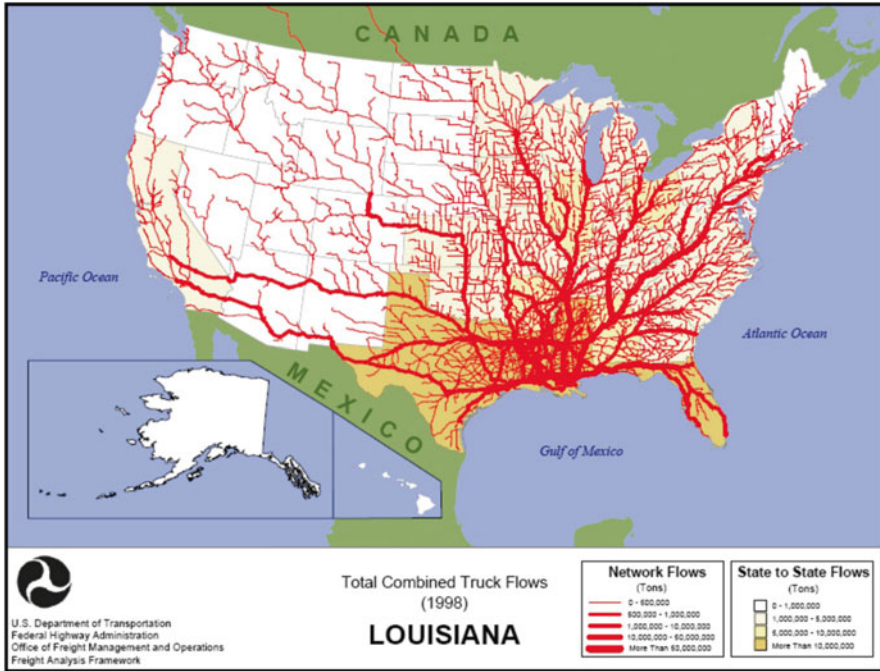 CANADA
Pacific Ocean
Atlantic Ocean
MEXICO
Gulf of Mexico
U.S. Department of Transportation
Federal Highway Administration
Office of Freight Management and Operations
Freight Analysis Framework
Total Combined Truck Flows
(1998)
LOUISIANA
Network Flows
(Tons)
0 - 500,000
500,000 - 1,000,000
1,000,000 - 10,000,000
10,000,000 - 50,000,000
More Than 50,000,000
State to State Flows
(Tons)
0 - 1,000,000
1,000,000 - 5,000,000
5,000,000 - 10,000,000
More Than 10,000,000